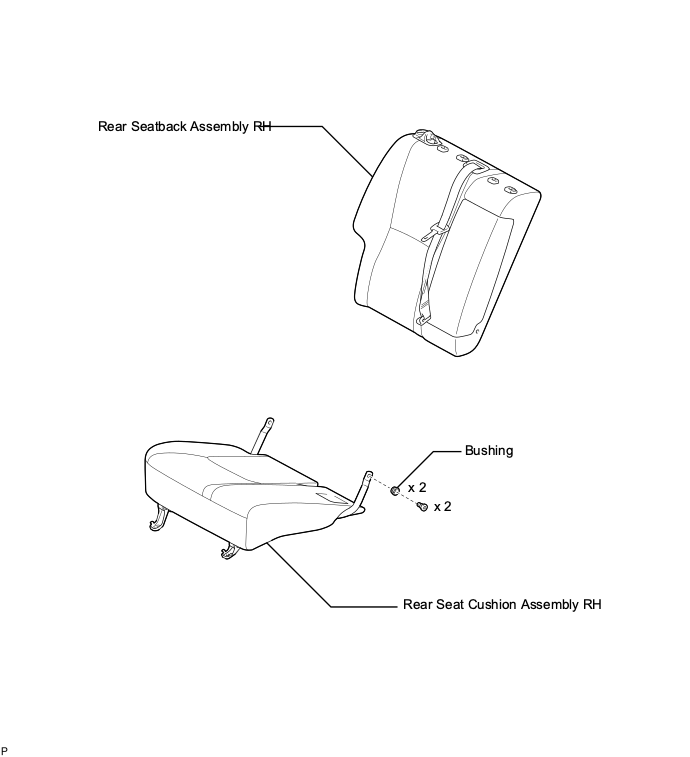 Rear Seatback Assembly RH
Bushing
x 2
x 2
Rear Seat Cushion Assembly RH
P